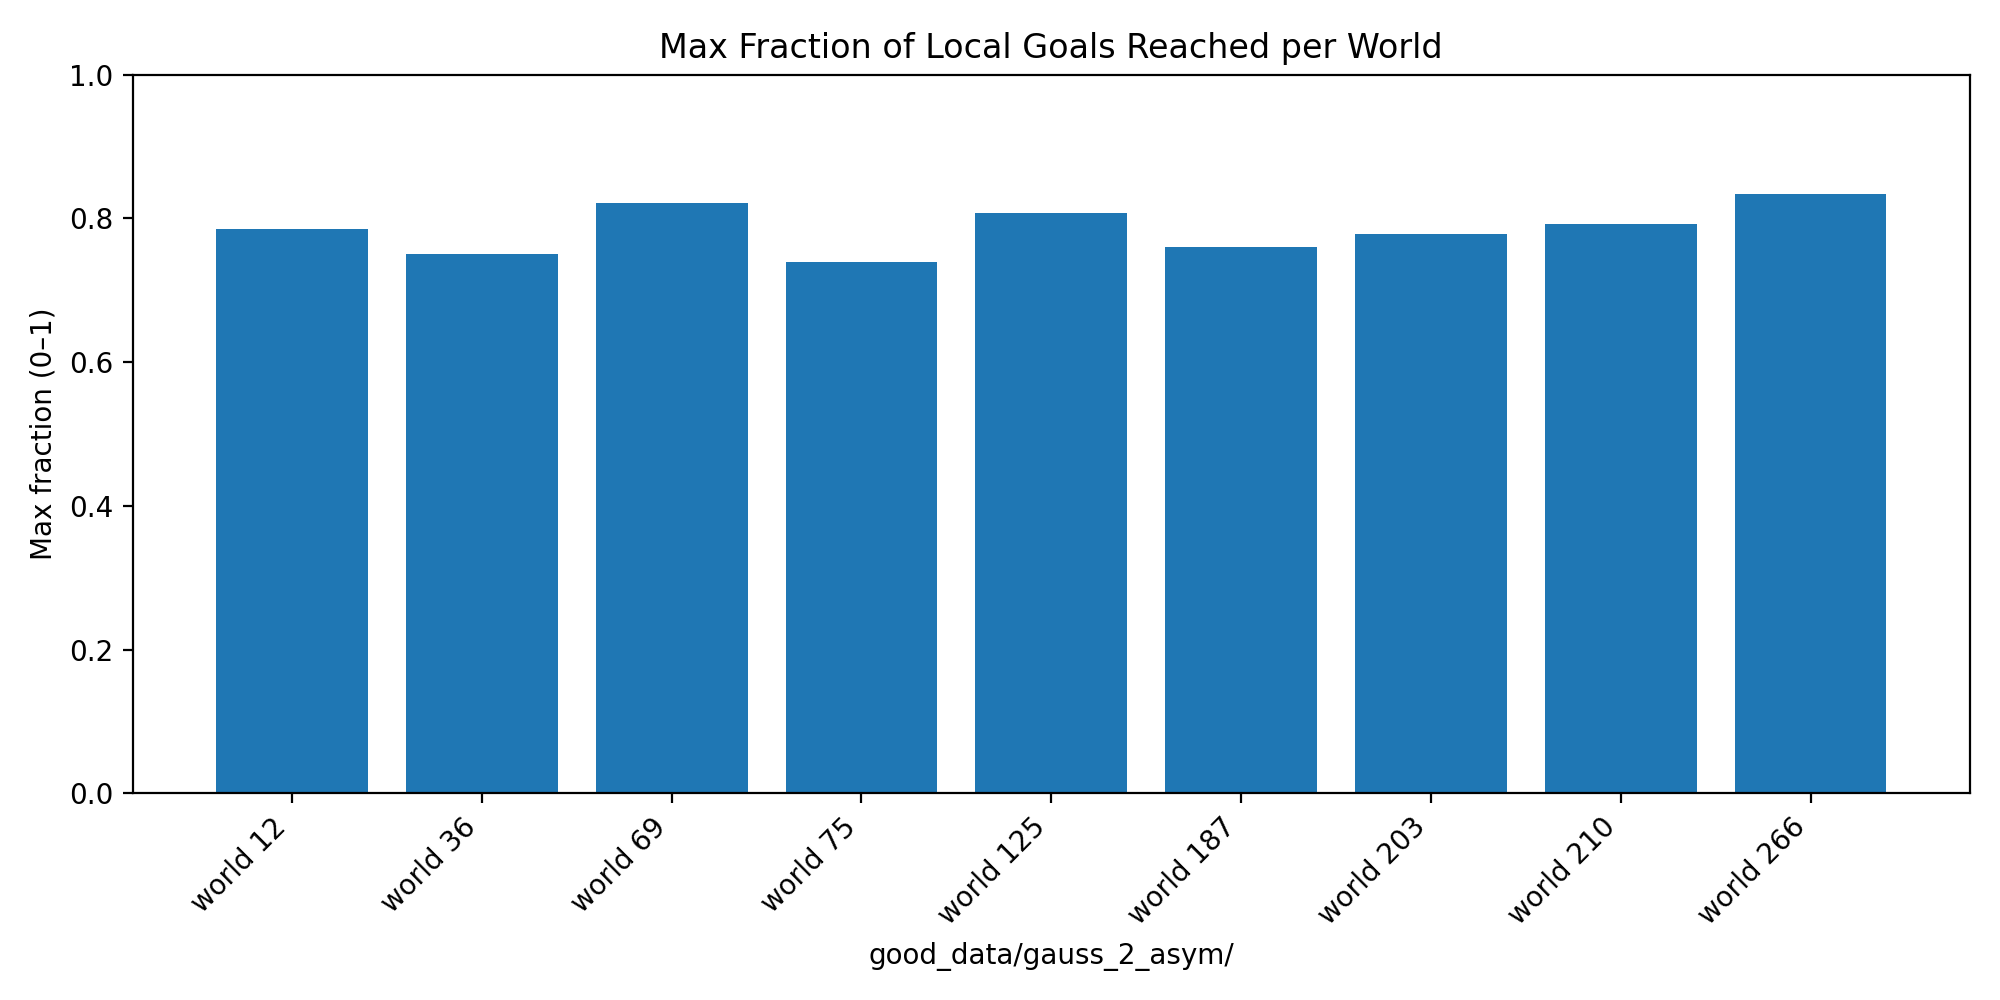 Max Fraction of Local Goals Reached per World
Max fraction (0–1)
1.0
0.8
0.6
0.4
0.2
0.0
world 12
world 36
world 69
world 75
world 125
world 187
world 203
world 210
world 266
good_data/gauss_2_asym/